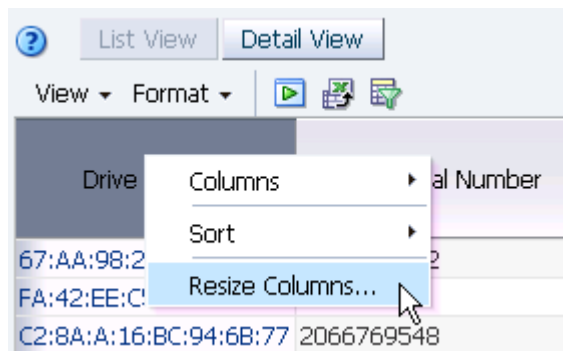 ?
List View Detail View
View Format
Drive al Number
Columns
Sort
67:AA:98:2 2
Resize Columns...
FA:42:EE:C
C2:8A:A:16:BC:94:6B:77 2066769548